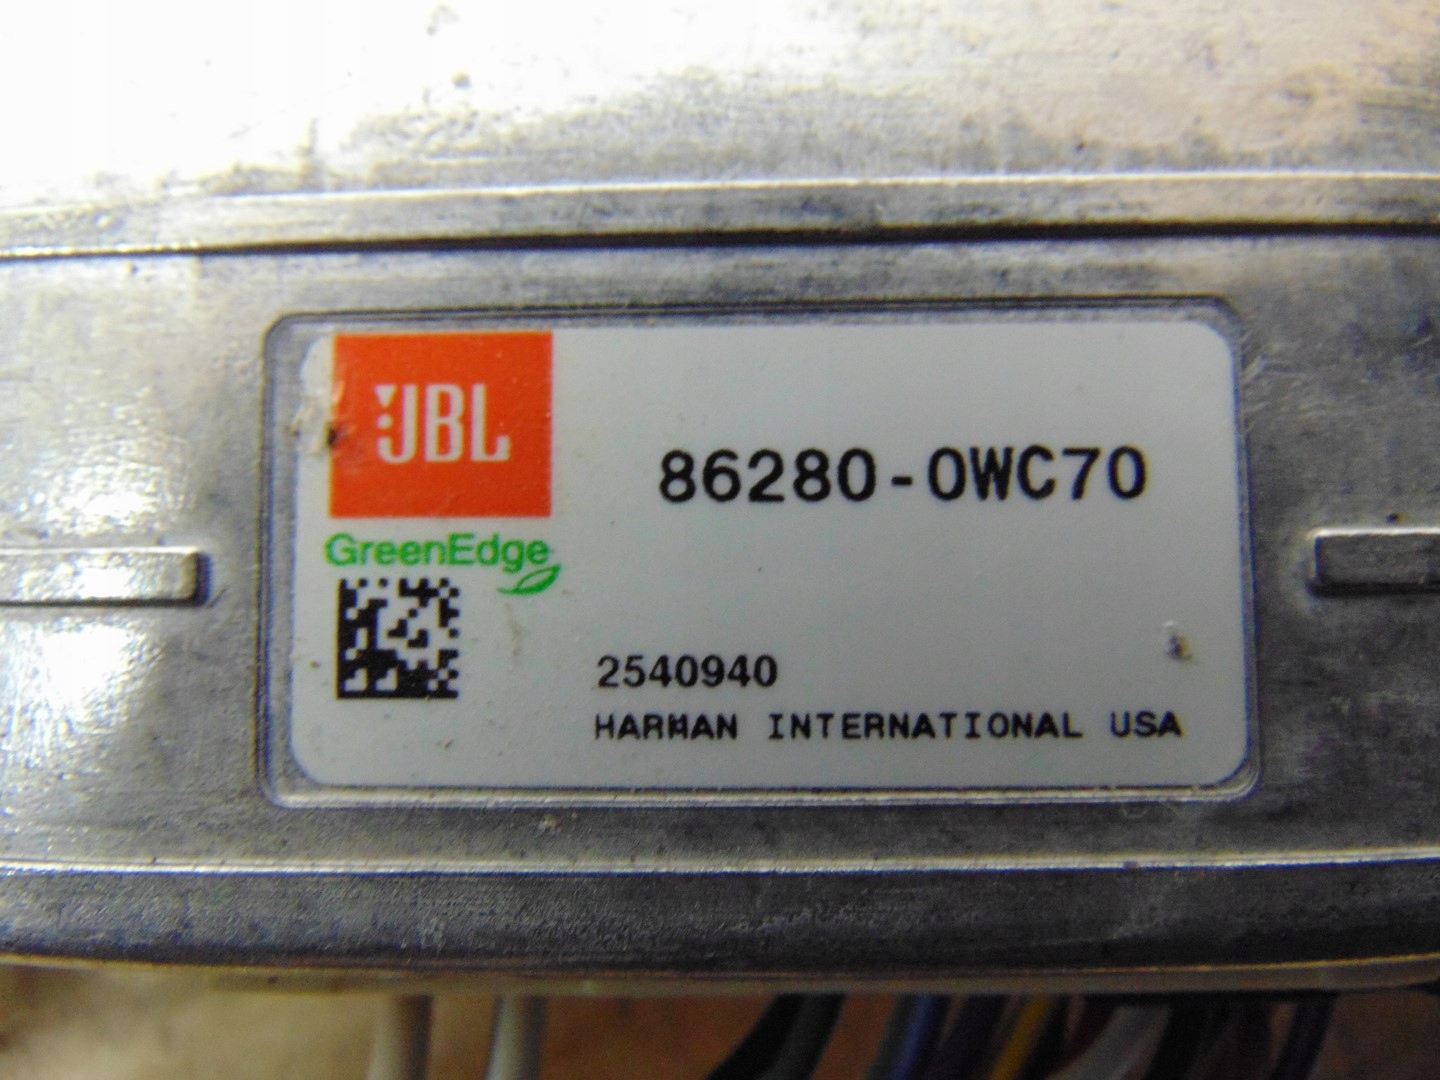 JBL
86280-0WC70
GreenEdge
2540940
HARMAN INTERNATIONAL USA